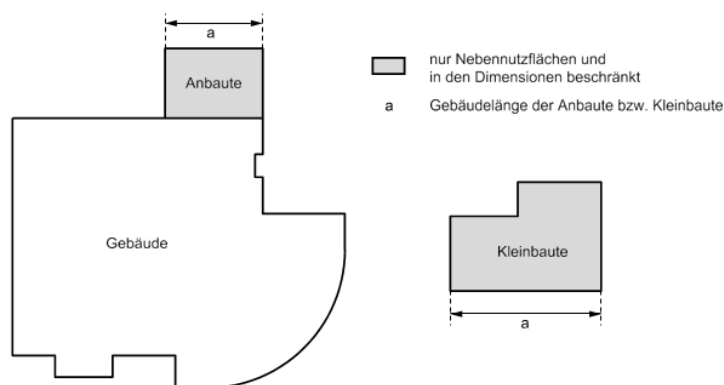 a
Anbaute
nur Nebennutzflächen und
in den Dimensionen beschränkt
a Gebäudelänge der Anbaute bzw. Kleinbaute
Gebäude
Kleinbaute
a